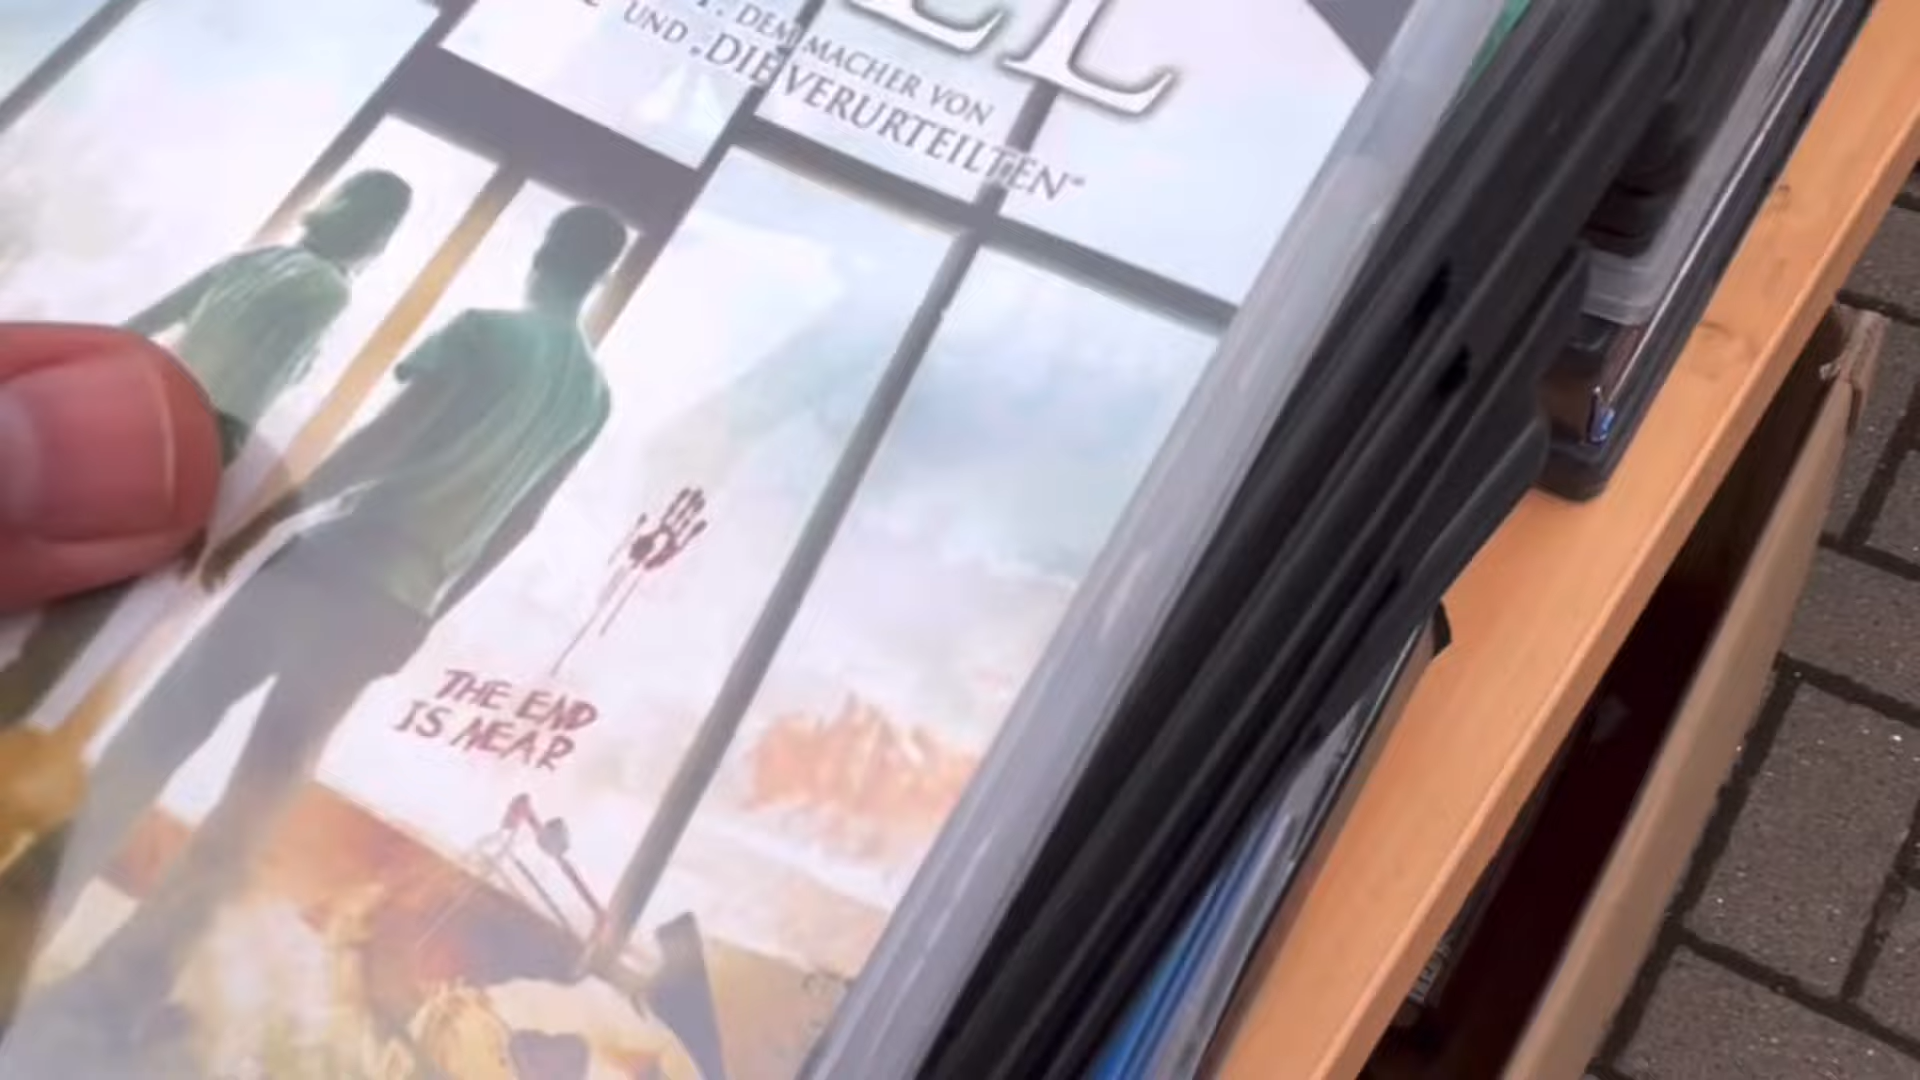 DEM MACHER VON
UND „DIE VERURTEILTEN“
THE END
IS NEAR